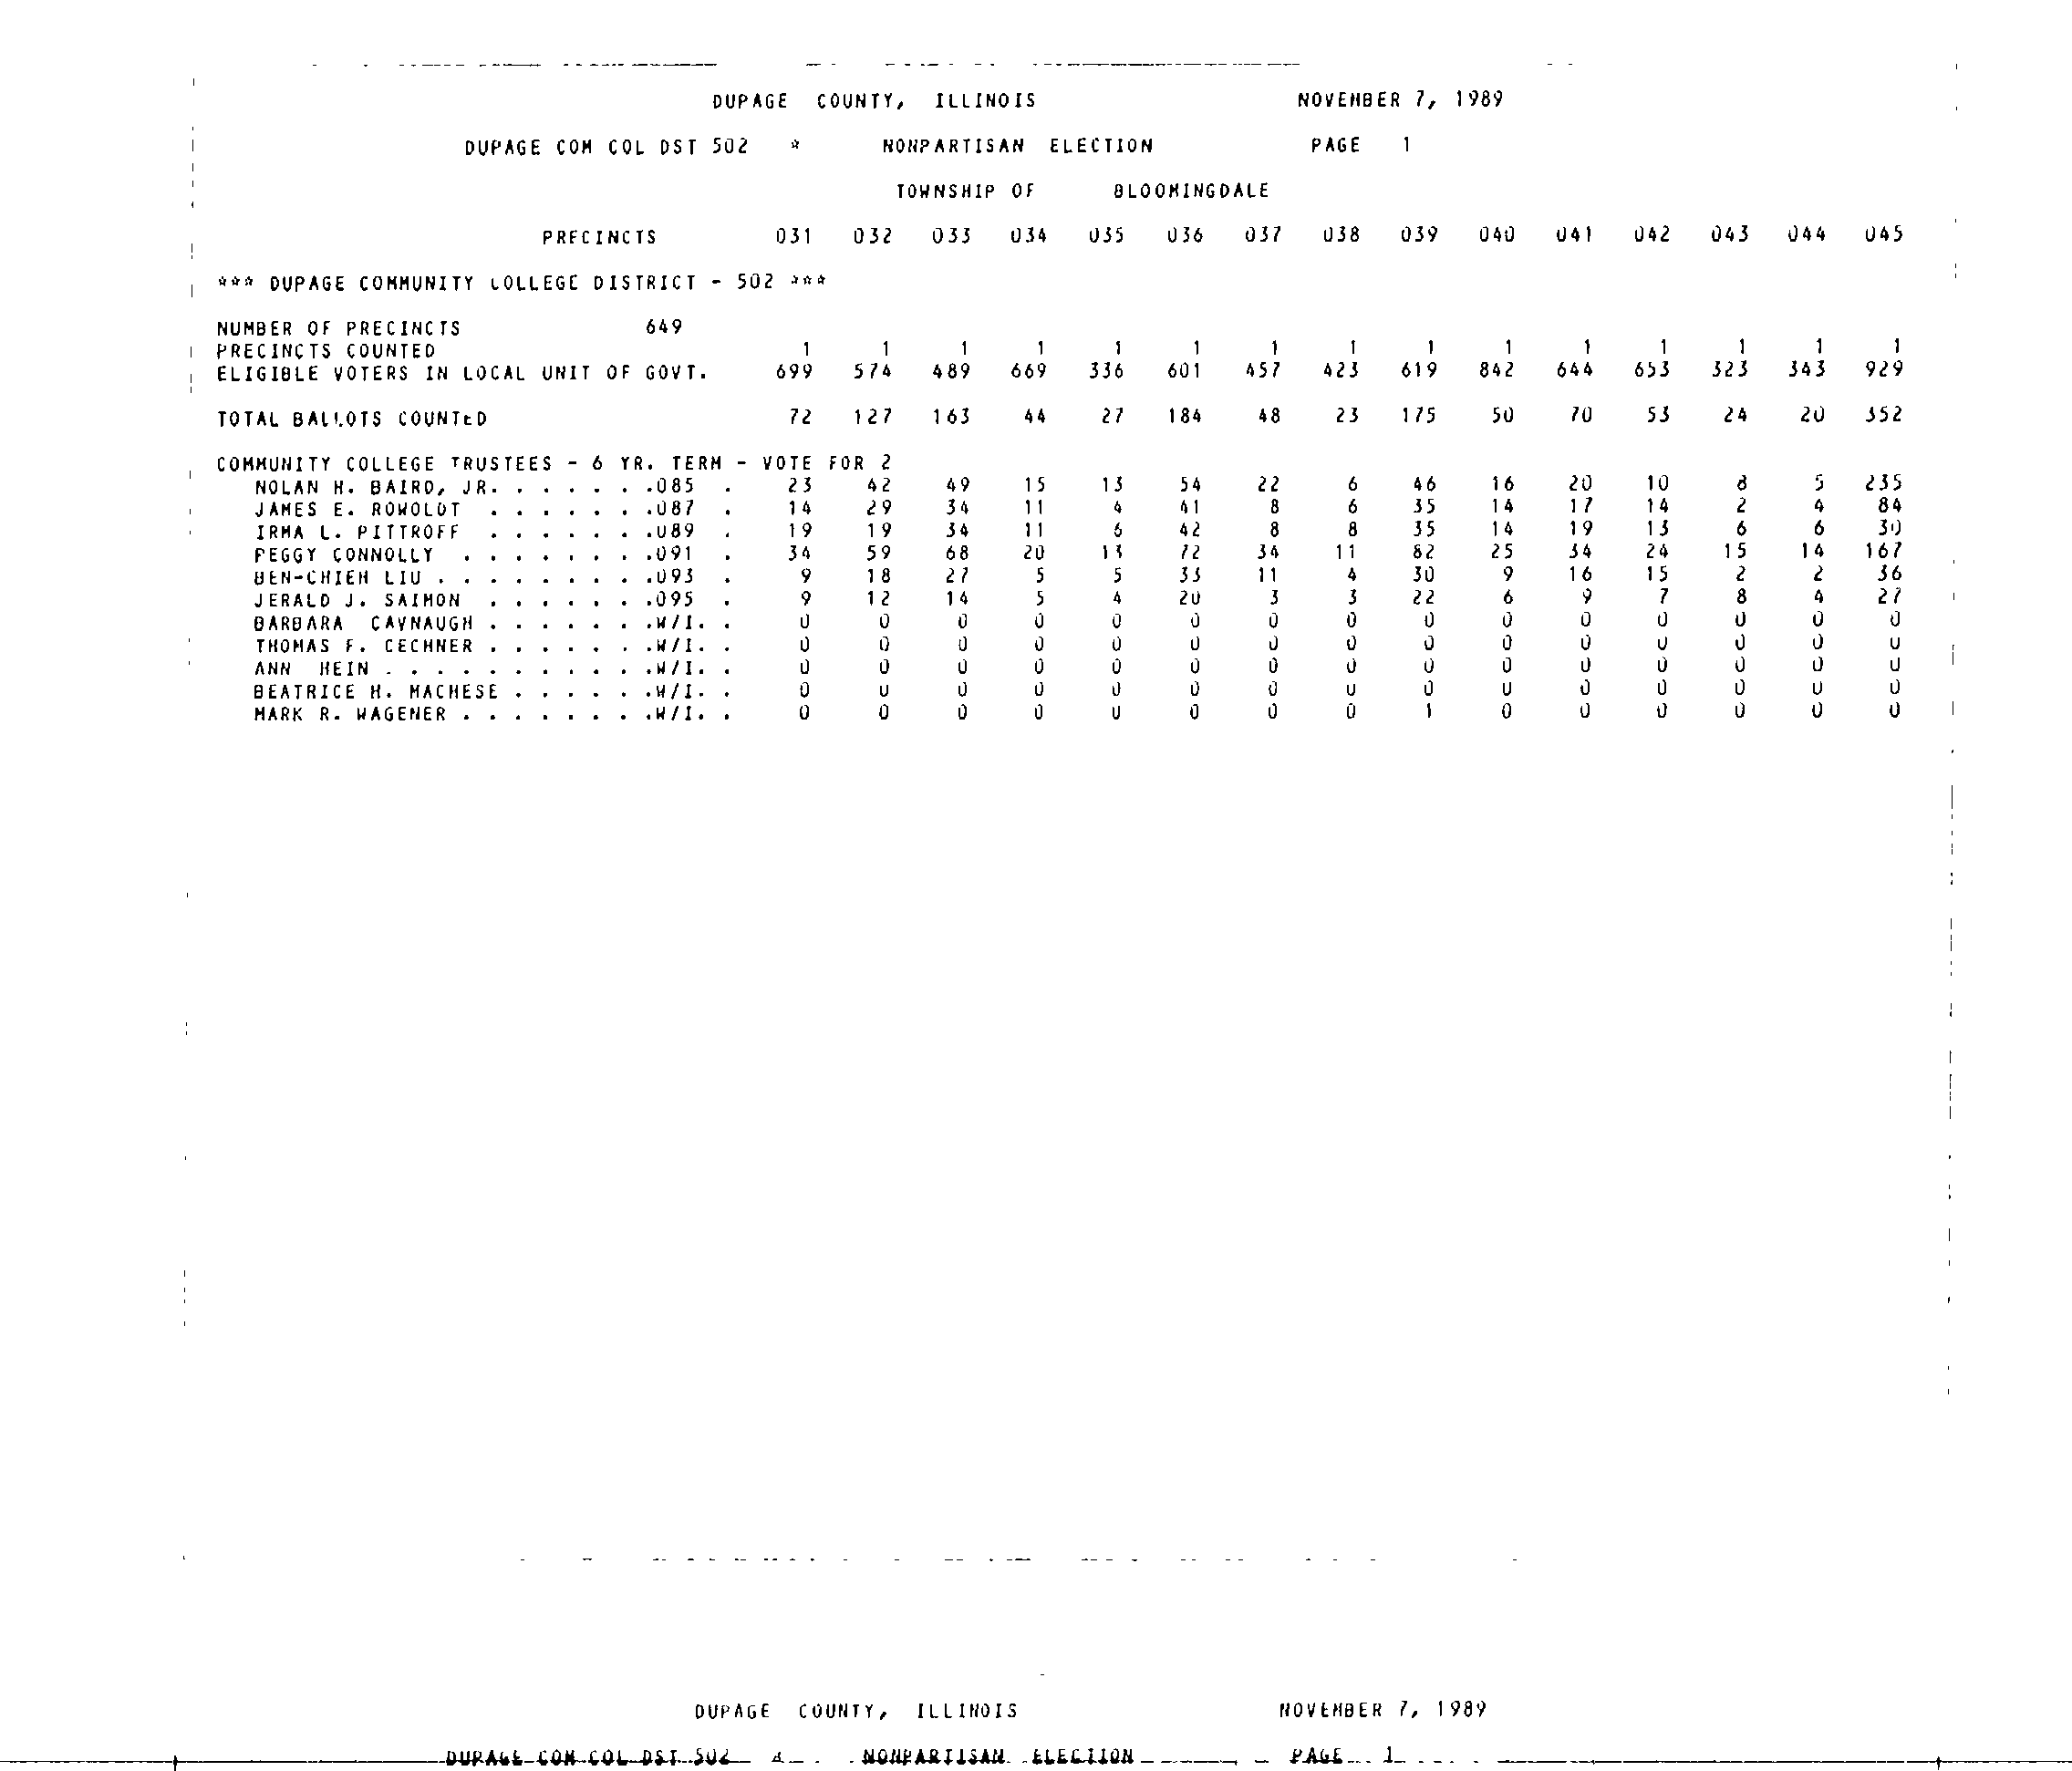 DUPAGE COUNTY, ILLINOIS NOVEMBER 7, 1989
DUPAGE COM COL DST 502 * NONPARTISAN ELECTION PAGE 1
TOWNSHIP OF BLOOMINGDALE
PRECINCTS 031 032 033 034 035 036 037 038 039 040 041 042 043 044 045
*** DUPAGE COMMUNITY COLLEGE DISTRICT - 502 ***
NUMBER OF PRECINCTS 649
PRECINCTS COUNTED 1 1 1 1 1 1 1 1 1 1 1 1 1 1 1
ELIGIBLE VOTERS IN LOCAL UNIT OF GOVT. 699 574 489 669 336 601 457 423 619 842 644 653 323 343 929
TOTAL BALLOTS COUNTED 72 127 163 44 27 184 48 23 175 50 70 53 24 20 352
COMMUNITY COLLEGE TRUSTEES - 6 YR. TERM - VOTE FOR 2
NOLAN H. BAIRD, JR. . . . . . .085 . 23 42 49 15 13 54 22 6 46 16 20 10 8 5 235
JAMES E. ROWOLDT . . . . . . .087 . 14 29 34 11 4 41 8 6 35 14 17 14 2 4 84
IRMA L. PITTROFF . . . . . . .089 . 19 19 34 11 6 42 8 8 35 14 19 13 6 6 30
PEGGY CONNOLLY . . . . . . . .091 . 34 59 68 20 13 72 34 11 82 25 34 24 15 14 167
BEN-CHIEH LIU . . . . . . . . .093 . 9 18 27 5 5 33 11 4 30 9 16 15 2 2 36
JERALD J. SAIMON . . . . . . .095 . 9 12 14 5 4 20 3 3 22 6 9 7 8 4 27
BARBARA CAVNAUGH . . . . . . .W/I. . 0 0 0 0 0 0 0 0 0 0 0 0 0 0 0
THOMAS F. CECHNER . . . . . . .W/I. . 0 0 0 0 0 0 0 0 0 0 0 0 0 0 0
ANN HEIN . . . . . . . . . . .W/I. . 0 0 0 0 0 0 0 0 0 0 0 0 0 0 0
BEATRICE H. MACHESE . . . . . .W/I. . 0 0 0 0 0 0 0 0 0 0 0 0 0 0 0
MARK R. WAGENER . . . . . . . .W/I. . 0 0 0 0 0 0 0 0 1 0 0 0 0 0 0
DUPAGE COUNTY, ILLINOIS NOVEMBER 7, 1989
DUPAGE COM COL DST 502 * NONPARTISAN ELECTION PAGE 1